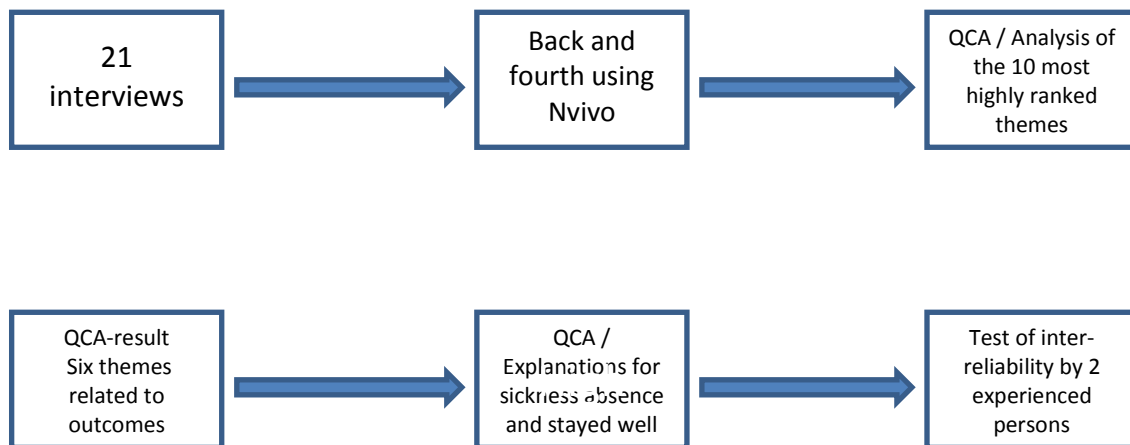 21
interviews
Back and
fourth using
Nvivo
QCA / Analysis of
the 10 most
highly ranked
themes
QCA-result
Six themes
related to
outcomes
QCA /
Explanations for
sickness absence
and stayed well
Test of inter-
reliability by 2
experienced
persons